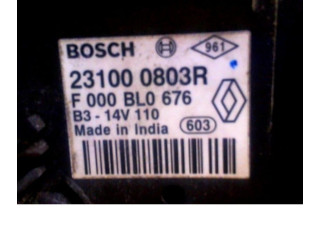 BOSCH 961
23100 0803R
F 000 BL0 676
B3 - 14V 110
Made in India 603